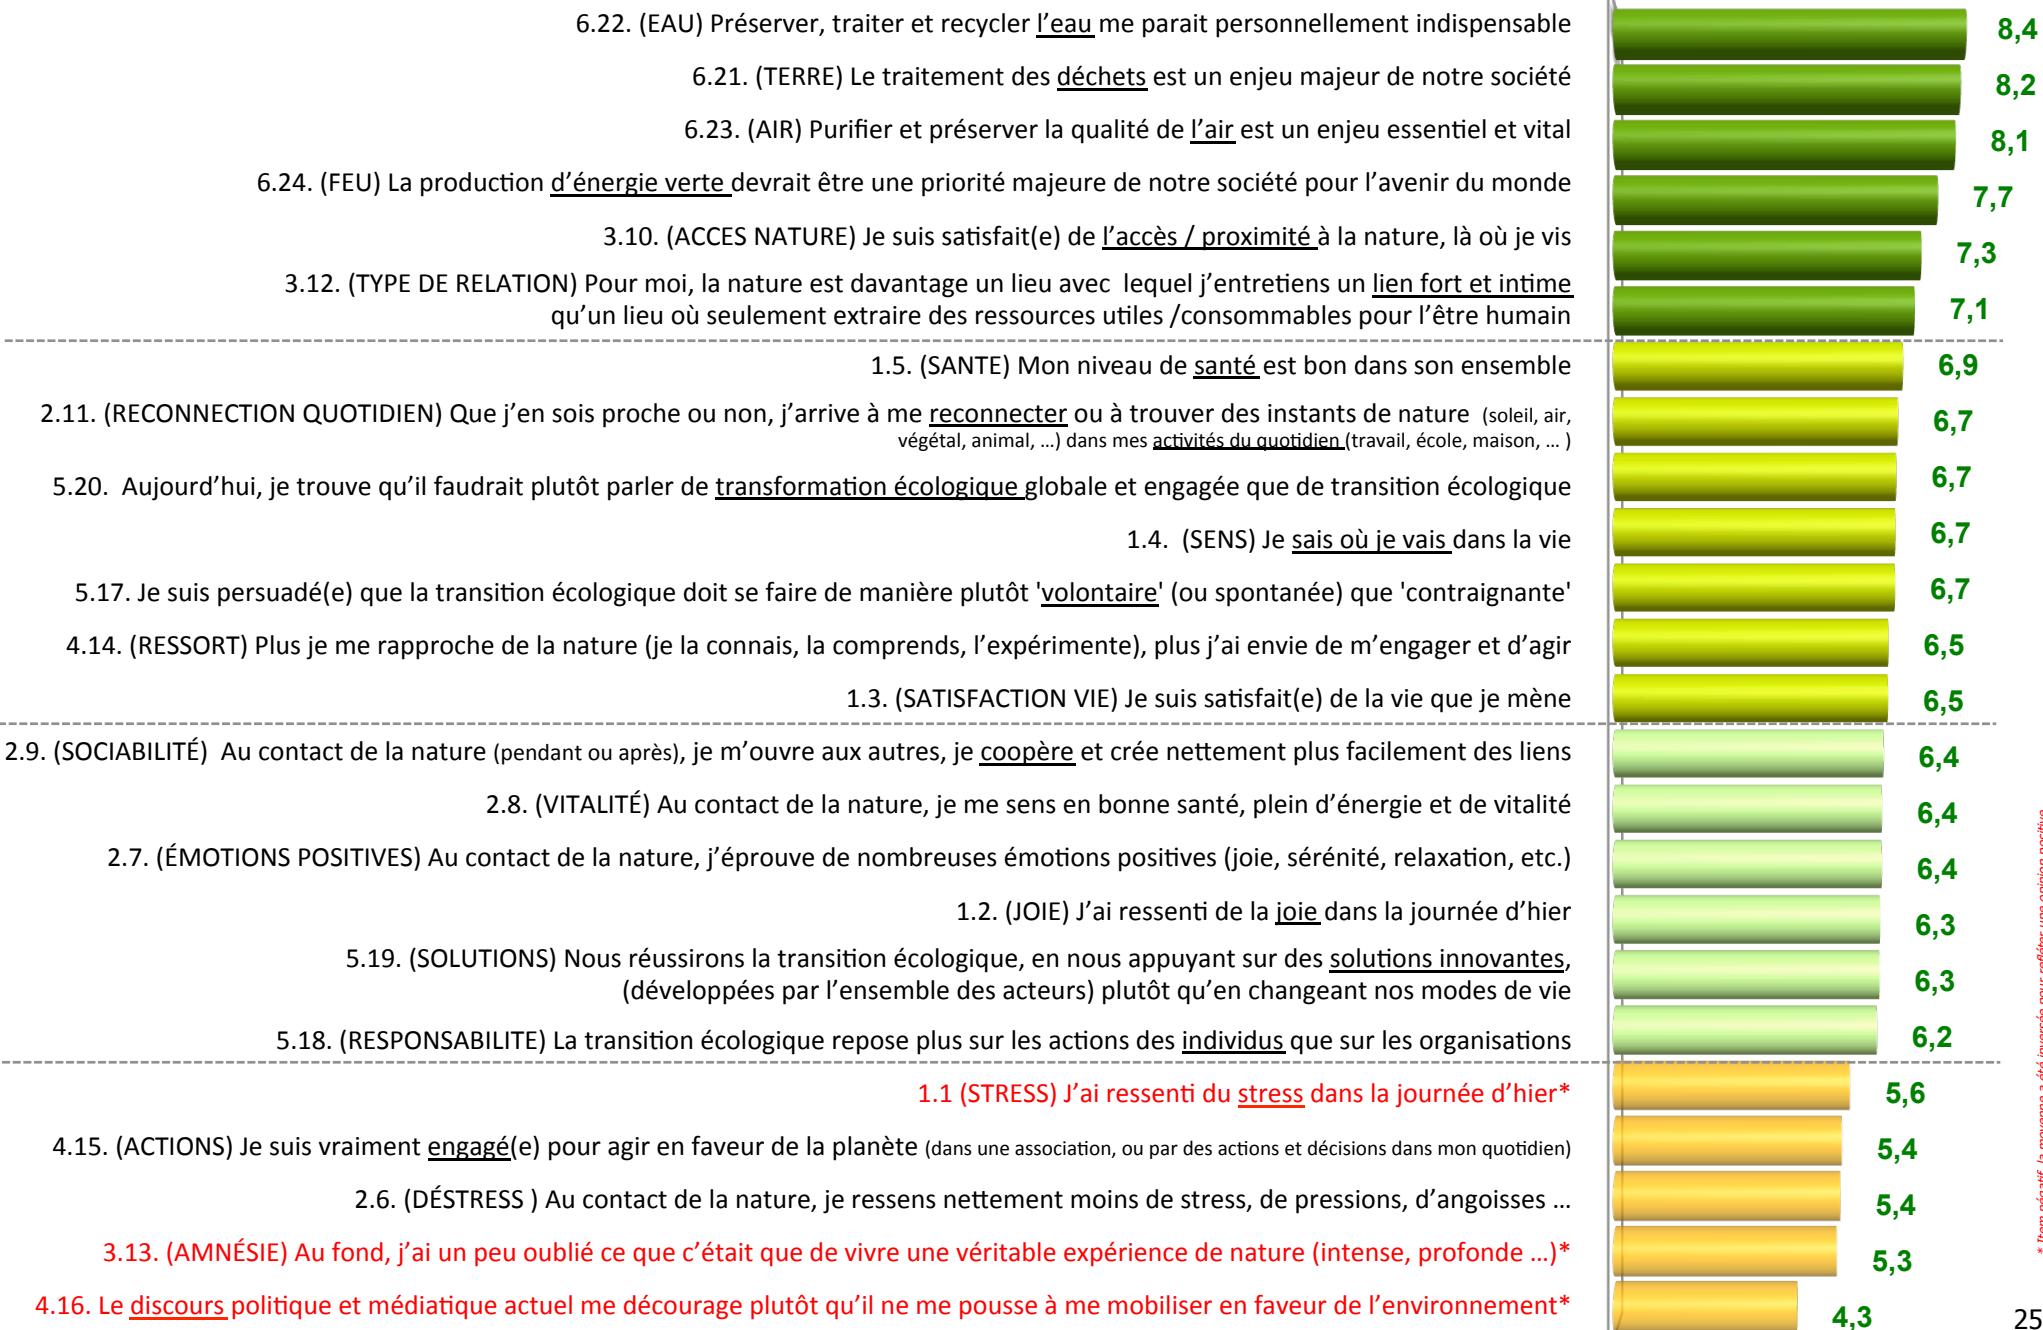 6.22. (EAU) Préserver, traiter et recycler l'eau me parait personnellement indispensable 8,4
6.21. (TERRE) Le traitement des déchets est un enjeu majeur de notre société 8,2
6.23. (AIR) Purifier et préserver la qualité de l'air est un enjeu essentiel et vital 8,1
6.24. (FEU) La production d'énergie verte devrait être une priorité majeure de notre société pour l'avenir du monde 7,7
3.10. (ACCES NATURE) Je suis satisfait(e) de l'accès / proximité à la nature, là où je vis 7,3
3.12. (TYPE DE RELATION) Pour moi, la nature est davantage un lieu avec lequel j'entretiens un lien fort et intime
qu'un lieu où seulement extraire des ressources utiles /consommables pour l'être humain 7,1
1.5. (SANTE) Mon niveau de santé est bon dans son ensemble 6,9
2.11. (RECONNECTION QUOTIDIEN) Que j'en sois proche ou non, j'arrive à me reconnecter ou à trouver des instants de nature (soleil, air,
végétal, animal, …) dans mes activités du quotidien (travail, école, maison, … ) 6,7
5.20. Aujourd'hui, je trouve qu'il faudrait plutôt parler de transformation écologique globale et engagée que de transition écologique 6,7
1.4. (SENS) Je sais où je vais dans la vie 6,7
5.17. Je suis persuadé(e) que la transition écologique doit se faire de manière plutôt 'volontaire' (ou spontanée) que 'contraignante' 6,7
4.14. (RESSORT) Plus je me rapproche de la nature (je la connais, la comprends, l'expérimente), plus j'ai envie de m'engager et d'agir 6,5
1.3. (SATISFACTION VIE) Je suis satisfait(e) de la vie que je mène 6,5
2.9. (SOCIABILITÉ) Au contact de la nature (pendant ou après), je m'ouvre aux autres, je coopère et crée nettement plus facilement des liens 6,4
2.8. (VITALITÉ) Au contact de la nature, je me sens en bonne santé, plein d'énergie et de vitalité 6,4
2.7. (ÉMOTIONS POSITIVES) Au contact de la nature, j'éprouve de nombreuses émotions positives (joie, sérénité, relaxation, etc.) 6,4
1.2. (JOIE) J'ai ressenti de la joie dans la journée d'hier 6,3
5.19. (SOLUTIONS) Nous réussirons la transition écologique, en nous appuyant sur des solutions innovantes,
(développées par l'ensemble des acteurs) plutôt qu'en changeant nos modes de vie 6,3
5.18. (RESPONSABILITE) La transition écologique repose plus sur les actions des individus que sur les organisations 6,2
1.1 (STRESS) J'ai ressenti du stress dans la journée d'hier* 5,6
4.15. (ACTIONS) Je suis vraiment engagé(e) pour agir en faveur de la planète (dans une association, ou par des actions et décisions dans mon quotidien) 5,4
2.6. (DÉSTRESS ) Au contact de la nature, je ressens nettement moins de stress, de pressions, d'angoisses … 5,4
3.13. (AMNÉSIE) Au fond, j'ai un peu oublié ce que c'était que de vivre une véritable expérience de nature (intense, profonde …)* 5,3
4.16. Le discours politique et médiatique actuel me décourage plutôt qu'il ne me pousse à me mobiliser en faveur de l'environnement* 4,3
* Item négatif, la moyenne a été inversée pour refléter une opinion positive
25